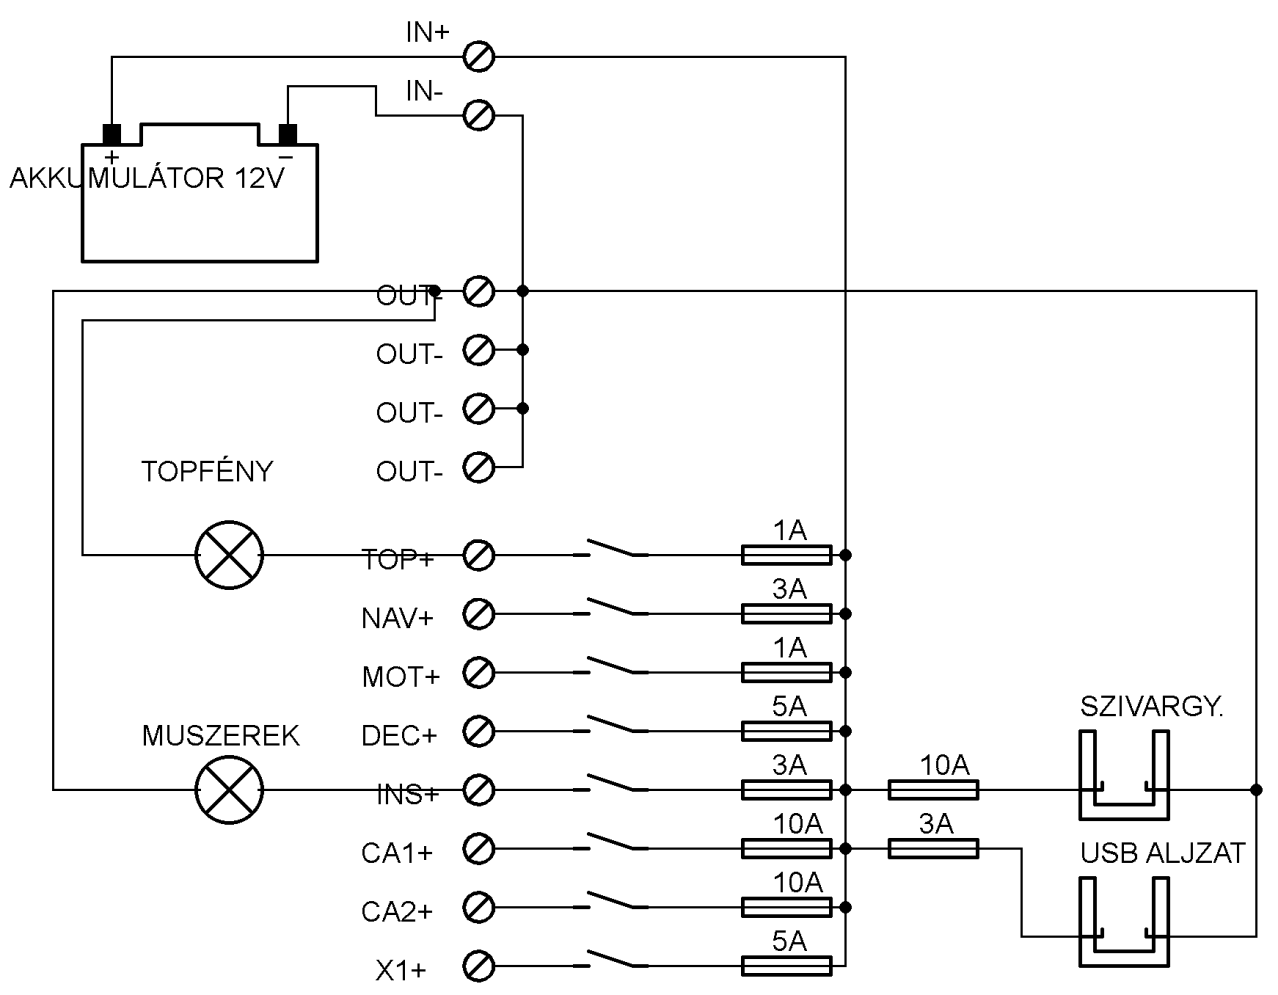 IN+
IN-
+ −
AKKUMULÁTOR 12V
OUT-
OUT-
OUT-
OUT-
TOPFÉNY
1A
TOP+
3A
NAV+
1A
MOT+
5A
DEC+
SZIVARGY.
MUSZEREK
3A
10A
INS+
10A
3A
CA1+
USB ALJZAT
10A
CA2+
5A
X1+